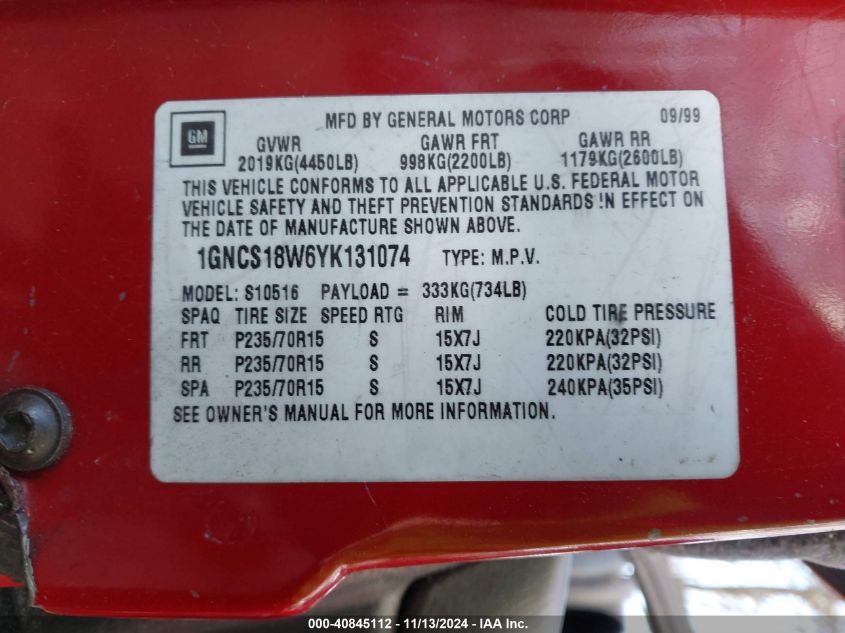 MFD BY GENERAL MOTORS CORP 09/99
GM
GVWR GAWR FRT GAWR RR
2019KG(4450LB) 998KG(2200LB) 1179KG(2600LB)
THIS VEHICLE CONFORMS TO ALL APPLICABLE U.S. FEDERAL MOTOR
VEHICLE SAFETY AND THEFT PREVENTION STANDARDS IN EFFECT ON
THE DATE OF MANUFACTURE SHOWN ABOVE.
1GNCS18W6YK131074 TYPE: M.P.V.
MODEL: S10516 PAYLOAD = 333KG(734LB)
SPAQ TIRE SIZE SPEED RTG RIM COLD TIRE PRESSURE
FRT P235/70R15 S 15X7J 220KPA(32PSI)
RR P235/70R15 S 15X7J 220KPA(32PSI)
SPA P235/70R15 S 15X7J 240KPA(35PSI)
SEE OWNER'S MANUAL FOR MORE INFORMATION.
000-40845112 - 11/13/2024 - IAA Inc.